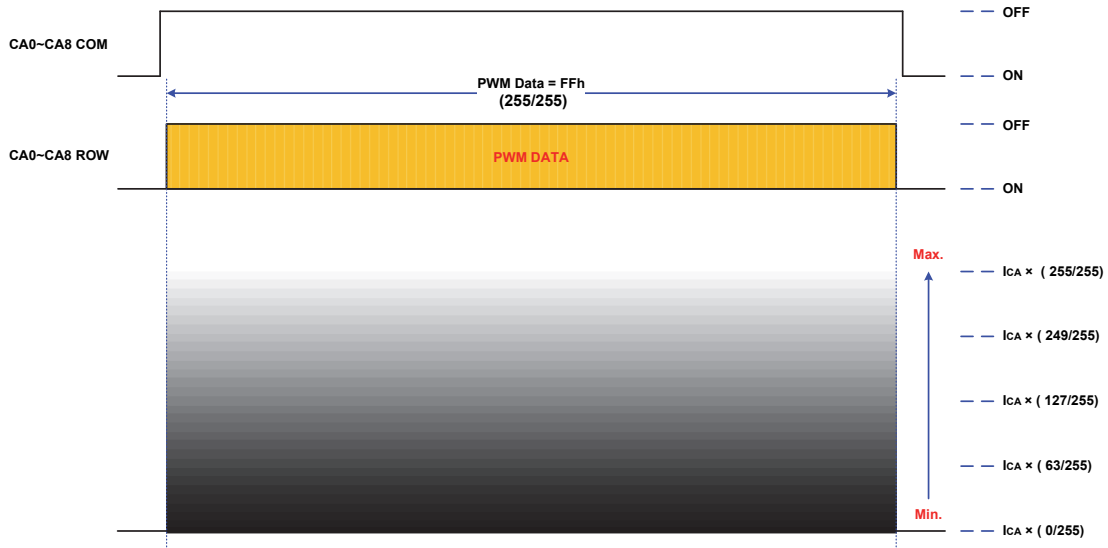 OFF
CA0~CA8 COM
ON
PWM Data = FFh
(255/255)
OFF
CA0~CA8 ROW
PWM DATA
ON
Max.
ICA × ( 255/255)
ICA × ( 249/255)
ICA × ( 127/255)
ICA × ( 63/255)
Min.
ICA × ( 0/255)